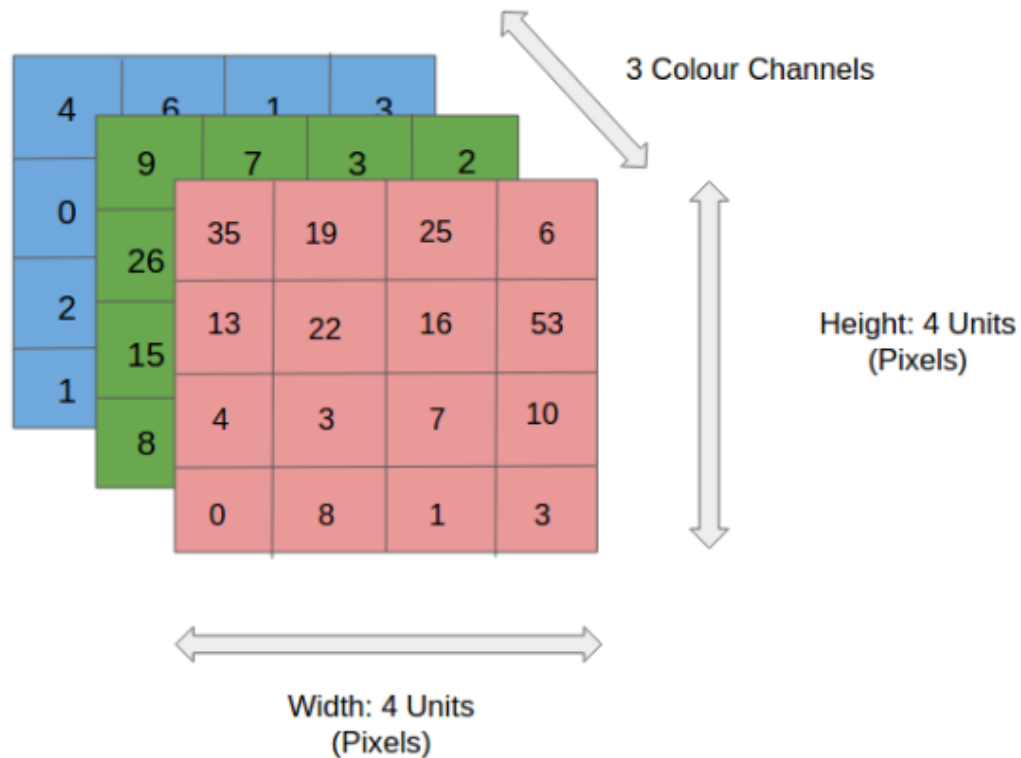 3 Colour Channels
4 6 1 3
9 7 3 2
0
35 19 25 6
26
13 22 16 53
Height: 4 Units
(Pixels)
2
15
4 3 7 10
1
8
0 8 1 3
Width: 4 Units
(Pixels)